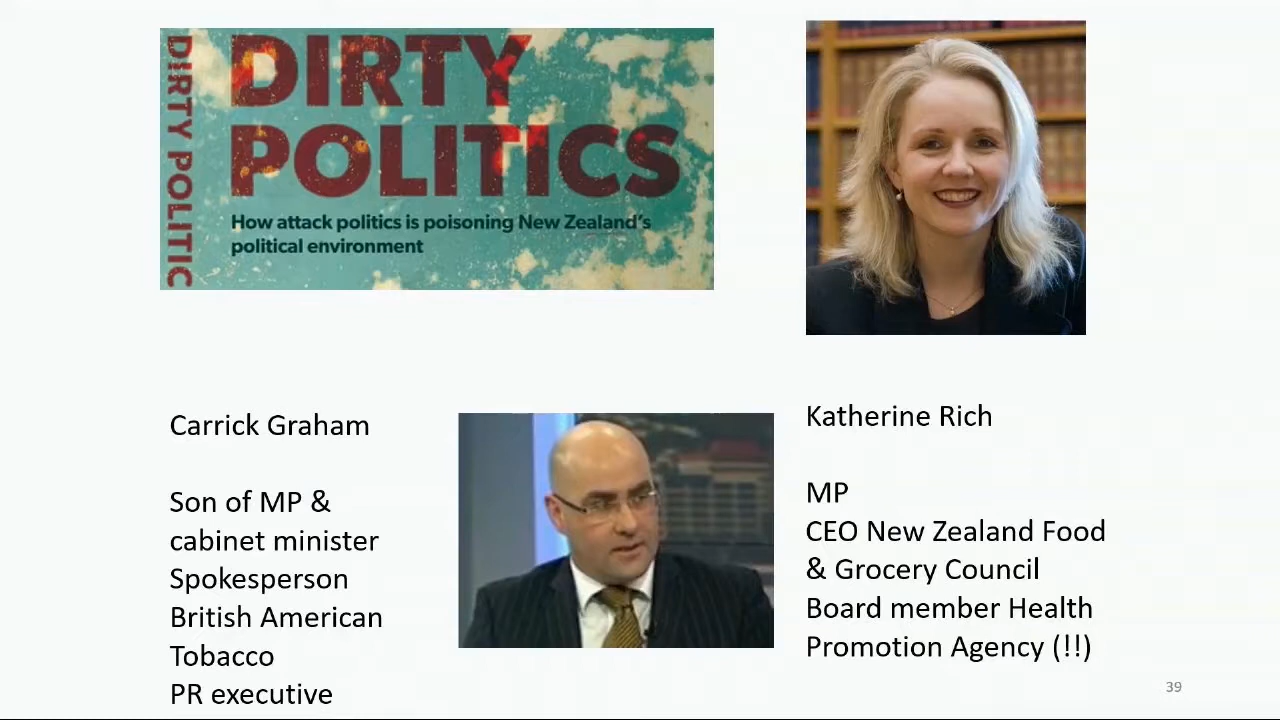 DIRTY POLITIC
DIRTY
POLITICS
How attack politics is poisoning New Zealand's
political environment
Carrick Graham
Son of MP &
cabinet minister
Spokesperson
British American
Tobacco
PR executive
Katherine Rich
MP
CEO New Zealand Food
& Grocery Council
Board member Health
Promotion Agency (!!)
39